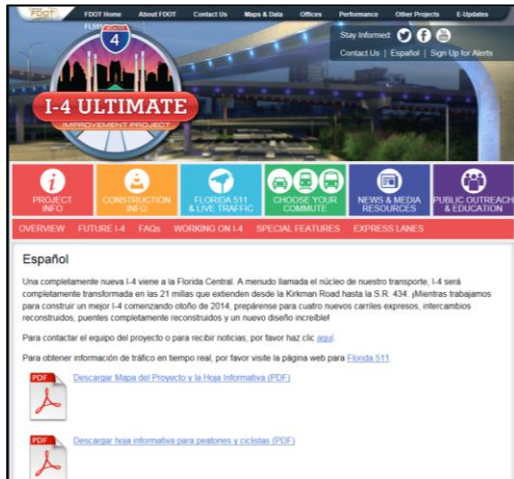 FDOT
FDOT Home About FDOT Contact Us Maps & Data Offices Performance Other Projects E-Updates
Stay Informed:
Contact Us | Español | Sign Up for Alerts
4
I-4 ULTIMATE
IMPROVEMENT PROJECT
PROJECT INFO
CONSTRUCTION INFO
FLORIDA 511 & LIVE TRAFFIC
CHOOSE YOUR COMMUTE
NEWS & MEDIA RESOURCES
PUBLIC OUTREACH & EDUCATION
OVERVIEW FUTURE I-4 FAQs WORKING ON I-4 SPECIAL FEATURES EXPRESS LANES
Español
Una completamente nueva I-4 viene a la Florida Central. A menudo llamada el núcleo de nuestro transporte, I-4 será
completamente transformada en las 21 millas que extienden desde la Kirkman Road hasta la S.R. 434. ¡Mientras trabajamos
para construir un mejor I-4 comenzando otoño de 2014, prepárense para cuatro nuevos carriles expresos, intercambios
reconstruidos, puentes completamente reconstruidos y un nuevo diseño increíble!
Para contactar el equipo del proyecto o para recibir noticias, por favor haz clic aquí.
Para obtener información de tráfico en tiempo real, por favor visite la página web para Florida 511.
PDF
Descargar Mapa del Proyecto y la Hoja Informativa (PDF)
PDF
Descargar hoja informativa para peatones y ciclistas (PDF)